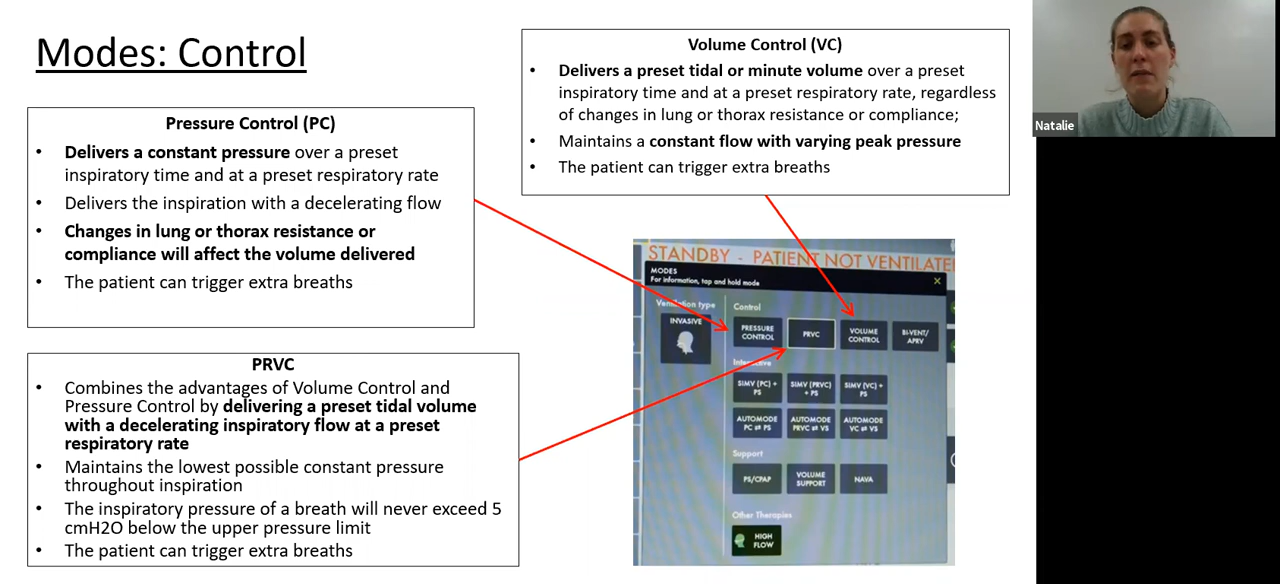 Modes: Control
Pressure Control (PC)
• Delivers a constant pressure over a preset
inspiratory time and at a preset respiratory rate
• Delivers the inspiration with a decelerating flow
• Changes in lung or thorax resistance or
compliance will affect the volume delivered
• The patient can trigger extra breaths
Volume Control (VC)
• Delivers a preset tidal or minute volume over a preset
inspiratory time and at a preset respiratory rate, regardless
of changes in lung or thorax resistance or compliance;
• Maintains a constant flow with varying peak pressure
• The patient can trigger extra breaths
PRVC
• Combines the advantages of Volume Control and
Pressure Control by delivering a preset tidal volume
with a decelerating inspiratory flow at a preset
respiratory rate
• Maintains the lowest possible constant pressure
throughout inspiration
• The inspiratory pressure of a breath will never exceed 5
cmH2O below the upper pressure limit
• The patient can trigger extra breaths
STANDBY - PATIENT NOT VENTILATE
MODES
For information, tap and hold mode
X
Ventilation type
INVASIVE
Control
PRESSURE
CONTROL
PRVC
VOLUME
CONTROL
BI-VENT/
APRV
Interactive
SIMV (PC) +
PS
SIMV (PRVC)
+ PS
SIMV (VC) +
PS
AUTOMODE
PC ⇄ PS
AUTOMODE
PRVC ⇄ VS
AUTOMODE
VC ⇄ VS
Support
PS/CPAP
VOLUME
SUPPORT
NAVA
Other Therapies
HIGH
FLOW
Natalie